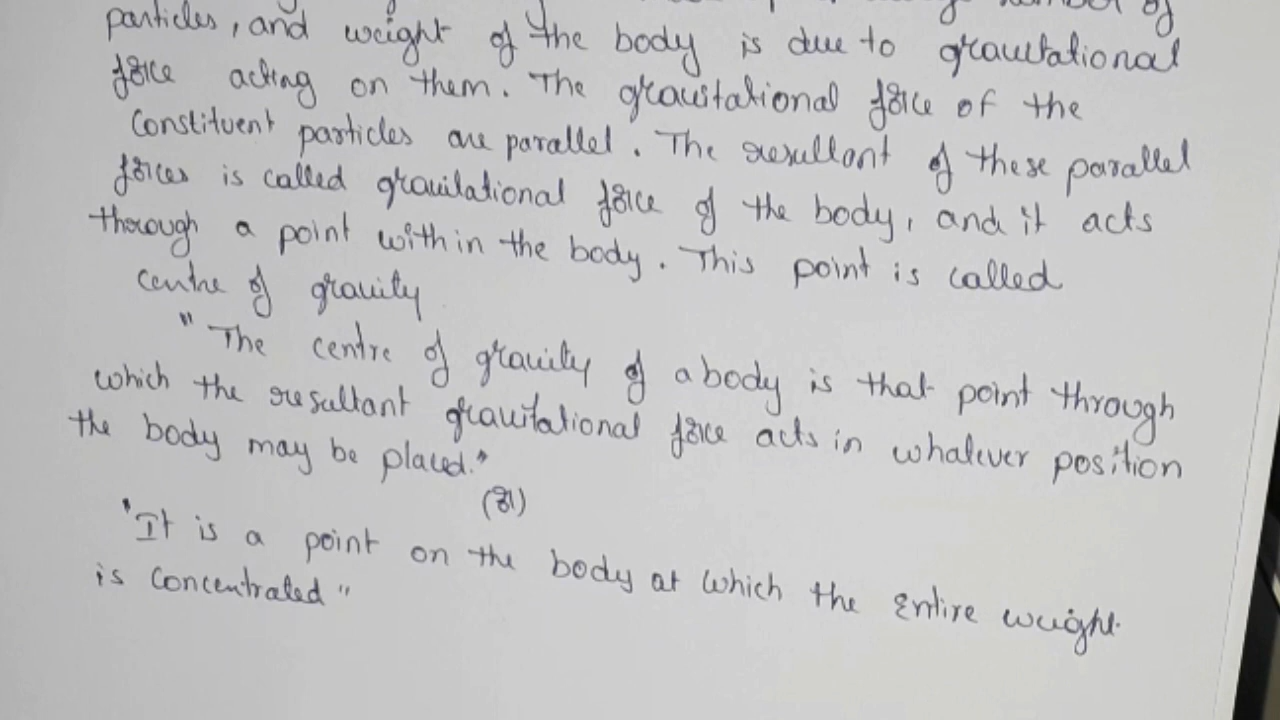 number of
particles, and weight of the body is due to gravitational
force acting on them. The gravitational force of the
Constituent particles are parallel. The resultant of these parallel
forces is called gravitational force of the body, and it acts
through a point within the body. This point is called
centre of gravity
"The centre of gravity of a body is that point through
which the resultant gravitational force acts in whatever position
the body may be placed."
(or)
"It is a point on the body at which the Entire weight
is concentrated"